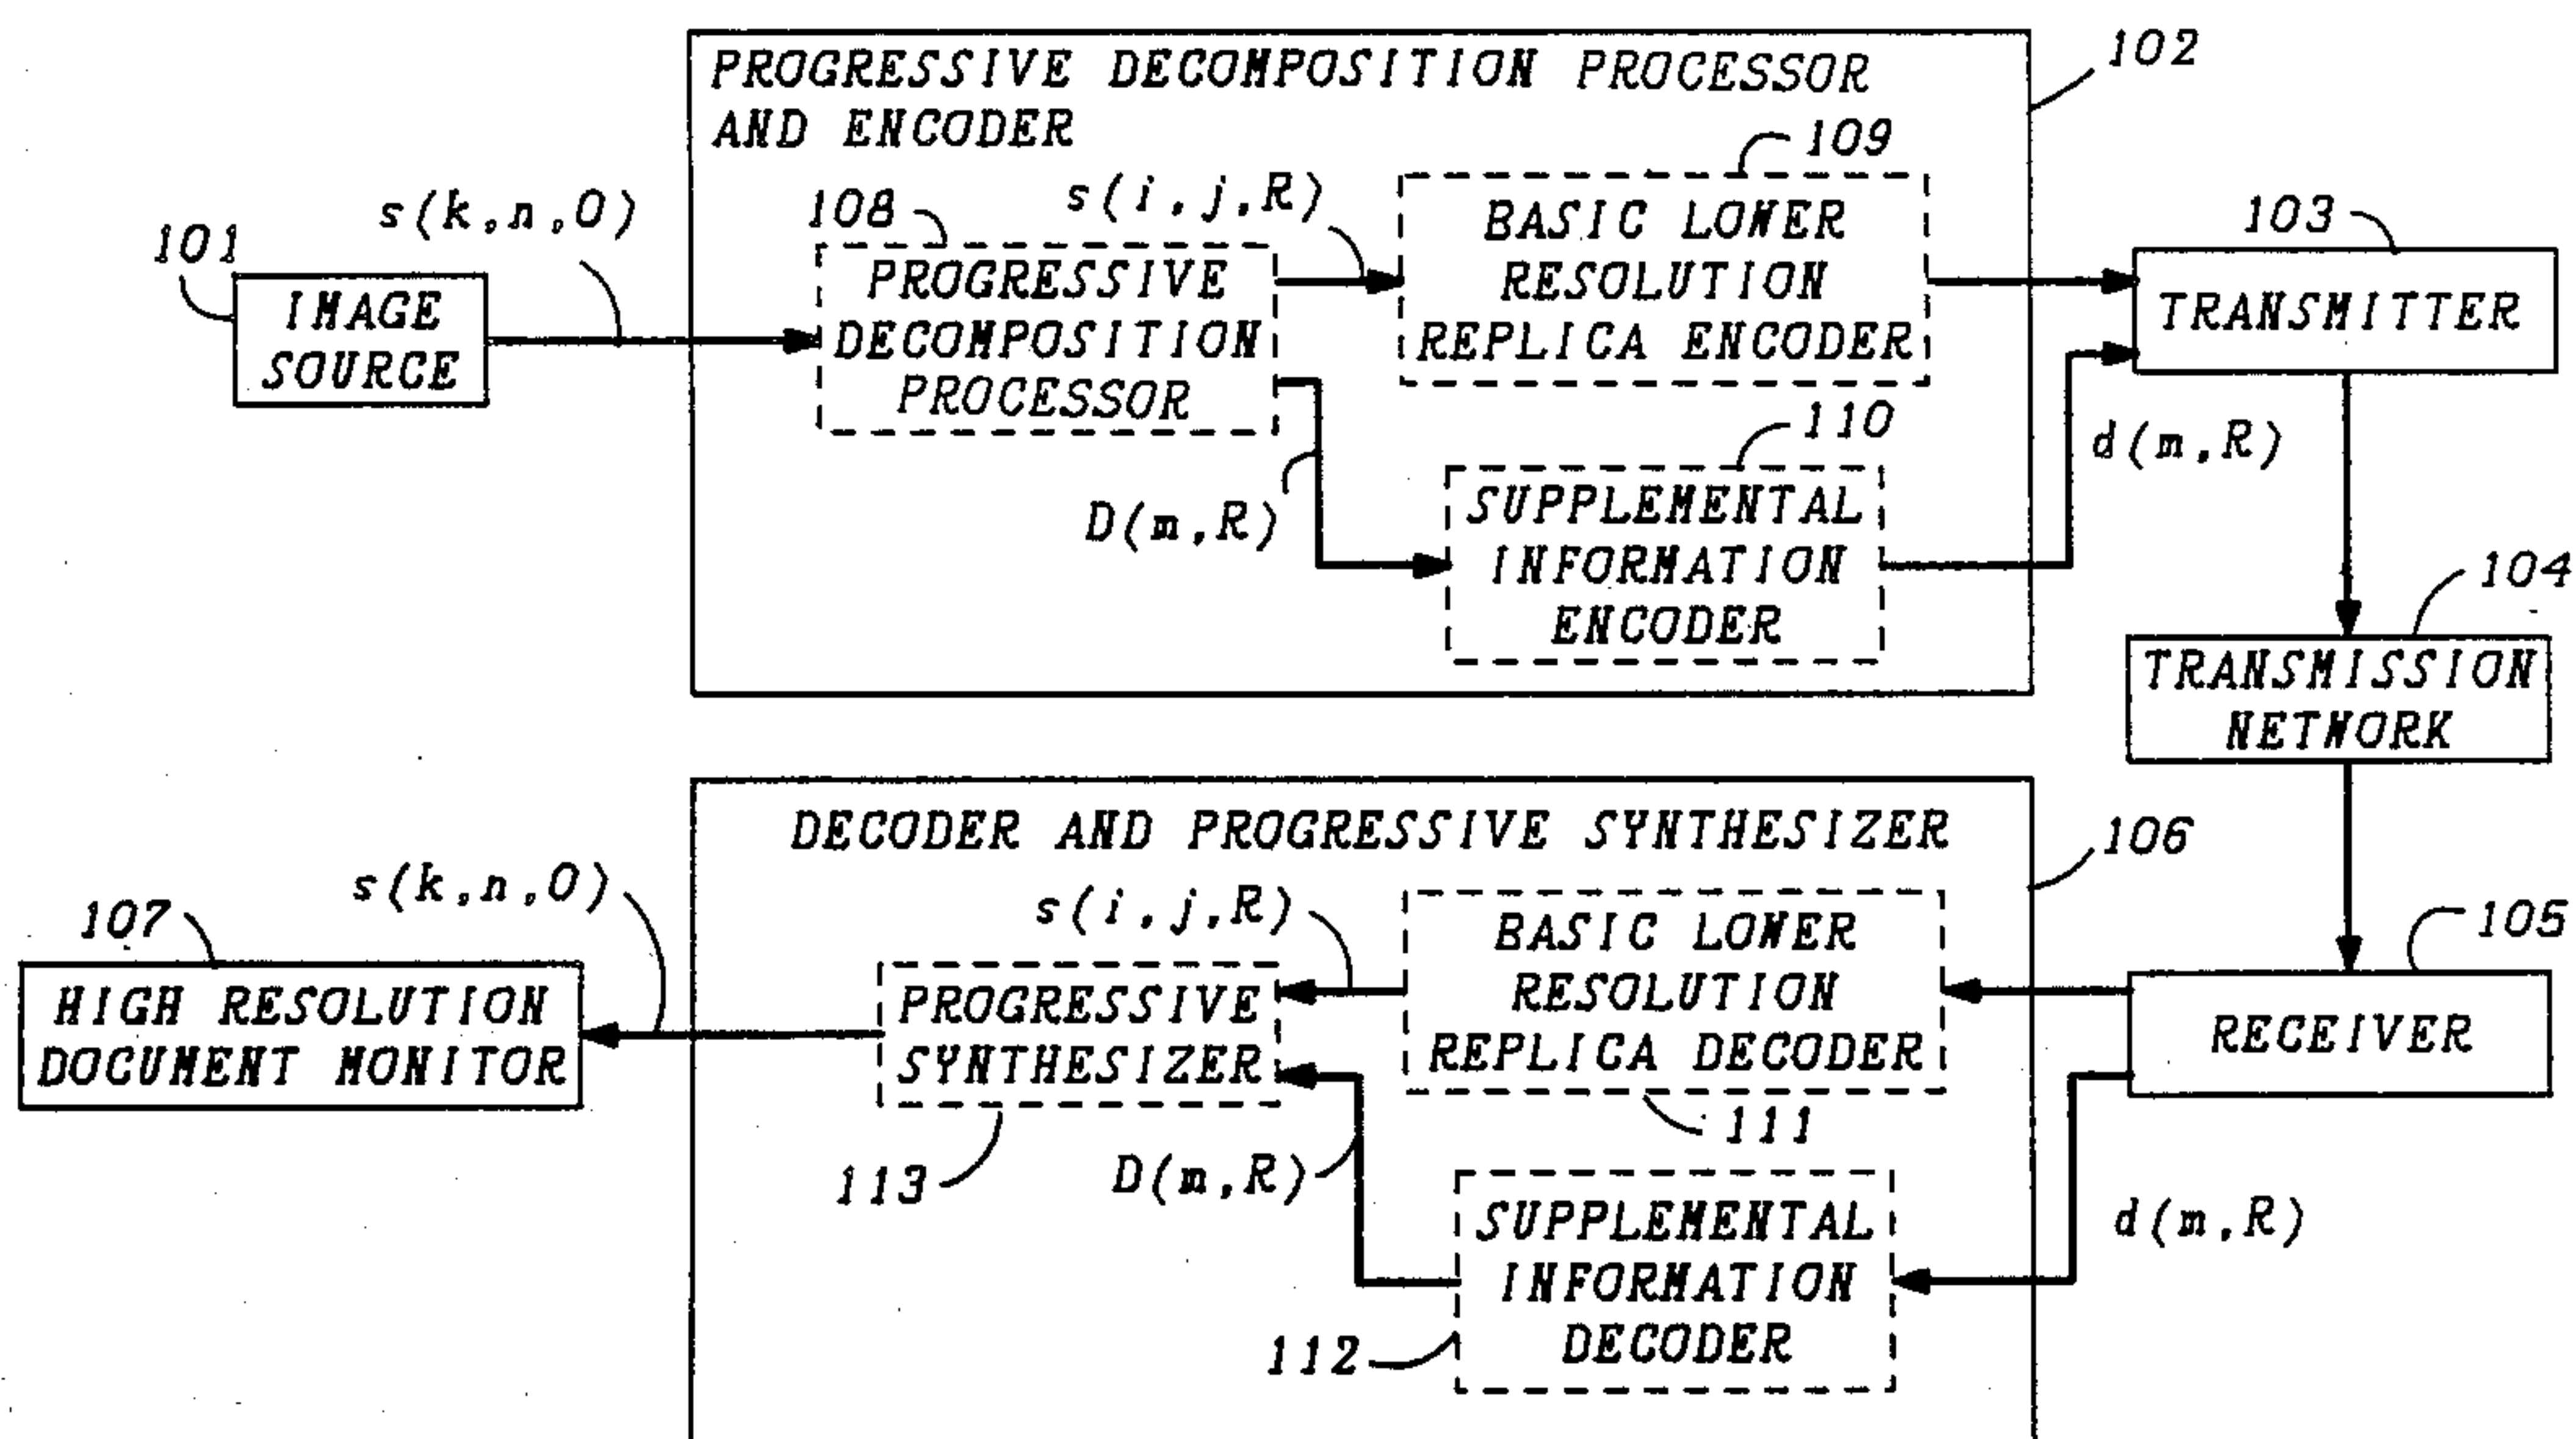 PROGRESSIVE DECOMPOSITION PROCESSOR
AND ENCODER
102
101
s(k,n,0)
IMAGE
SOURCE
108
PROGRESSIVE
DECOMPOSITION
PROCESSOR
s(i,j,R)
109
BASIC LOWER
RESOLUTION
REPLICA ENCODER
D(m,R)
110
SUPPLEMENTAL
INFORMATION
ENCODER
103
TRANSMITTER
d(m,R)
104
TRANSMISSION
NETWORK
DECODER AND PROGRESSIVE SYNTHESIZER
106
105
RECEIVER
s(i,j,R)
BASIC LOWER
RESOLUTION
REPLICA DECODER
111
d(m,R)
SUPPLEMENTAL
INFORMATION
DECODER
112
D(m,R)
PROGRESSIVE
SYNTHESIZER
113
s(k,n,0)
107
HIGH RESOLUTION
DOCUMENT MONITOR